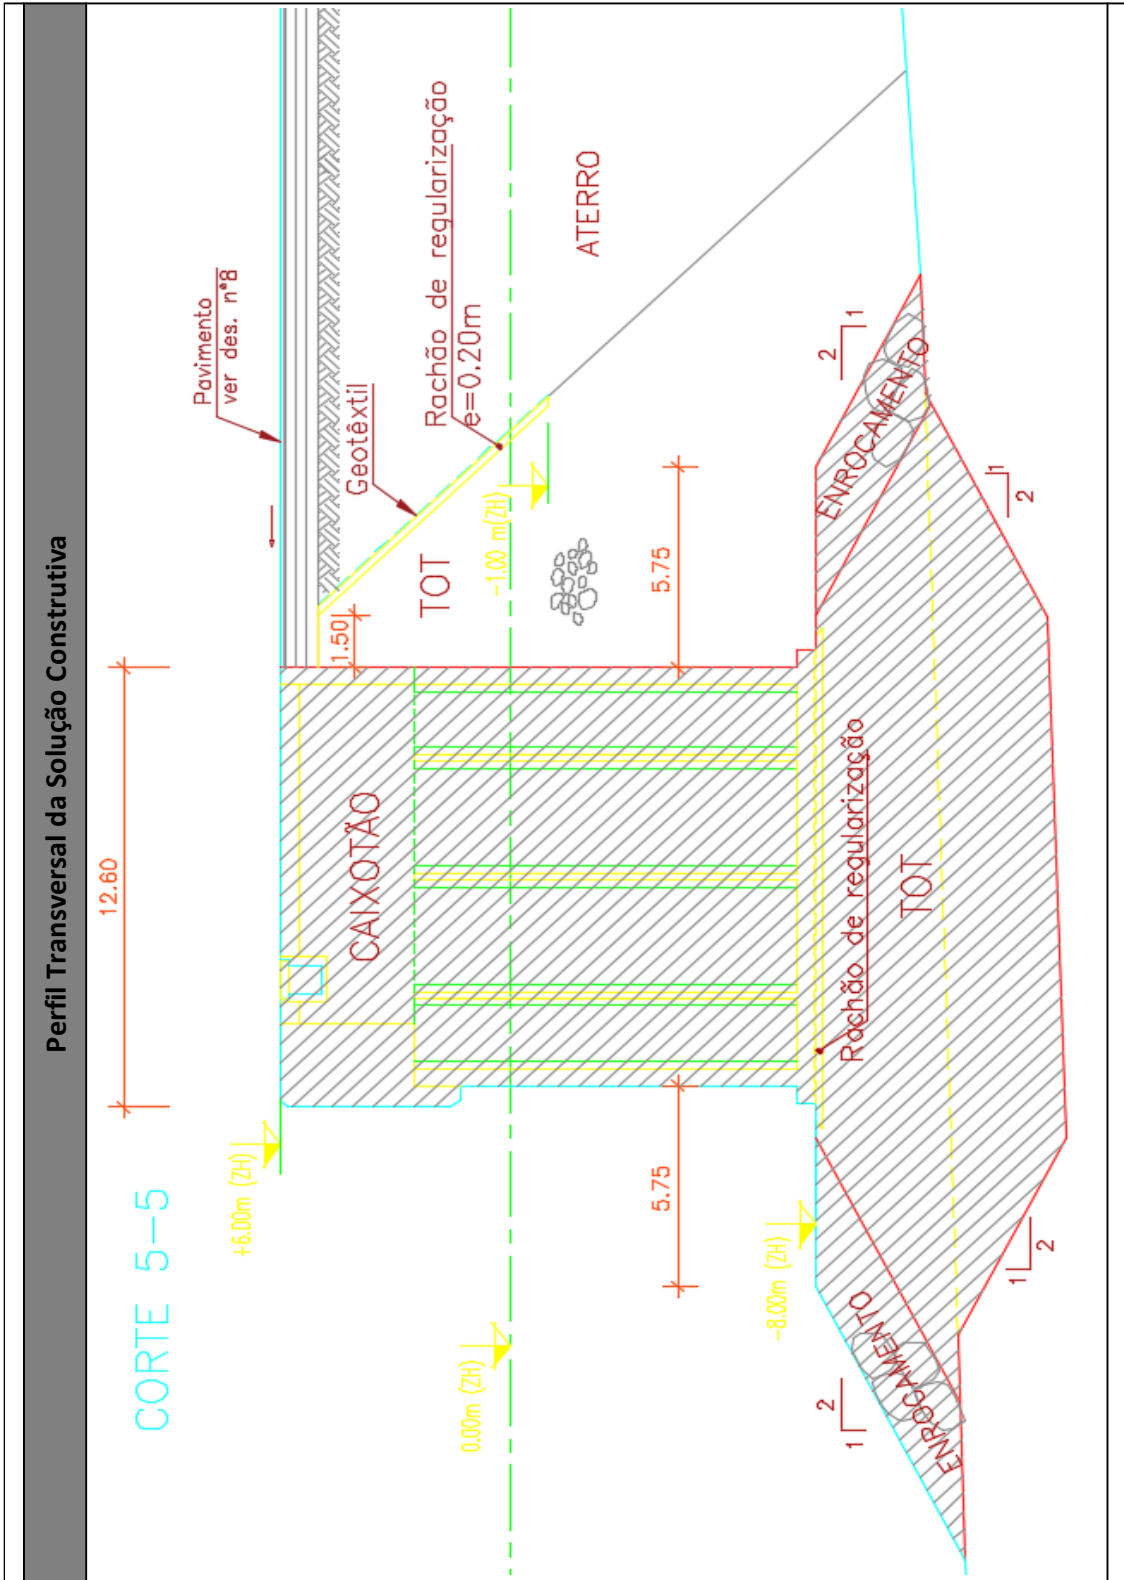 Perfil Transversal da Solução Construtiva
CORTE 5-5
12.60
+6.00m (ZH)
Pavimento
ver des. nº8
CAIXOTÃO
1.50
Geotêxtil
Rachão de regularização
e=0.20m
TOT
0.00m (ZH)
-1.00 m(ZH)
ATERRO
5.75
5.75
-8.00m (ZH)
2
1
ENROCAMENTO
Rachão de regularização
ENROCAMENTO
2
1
TOT
1
2
1
2